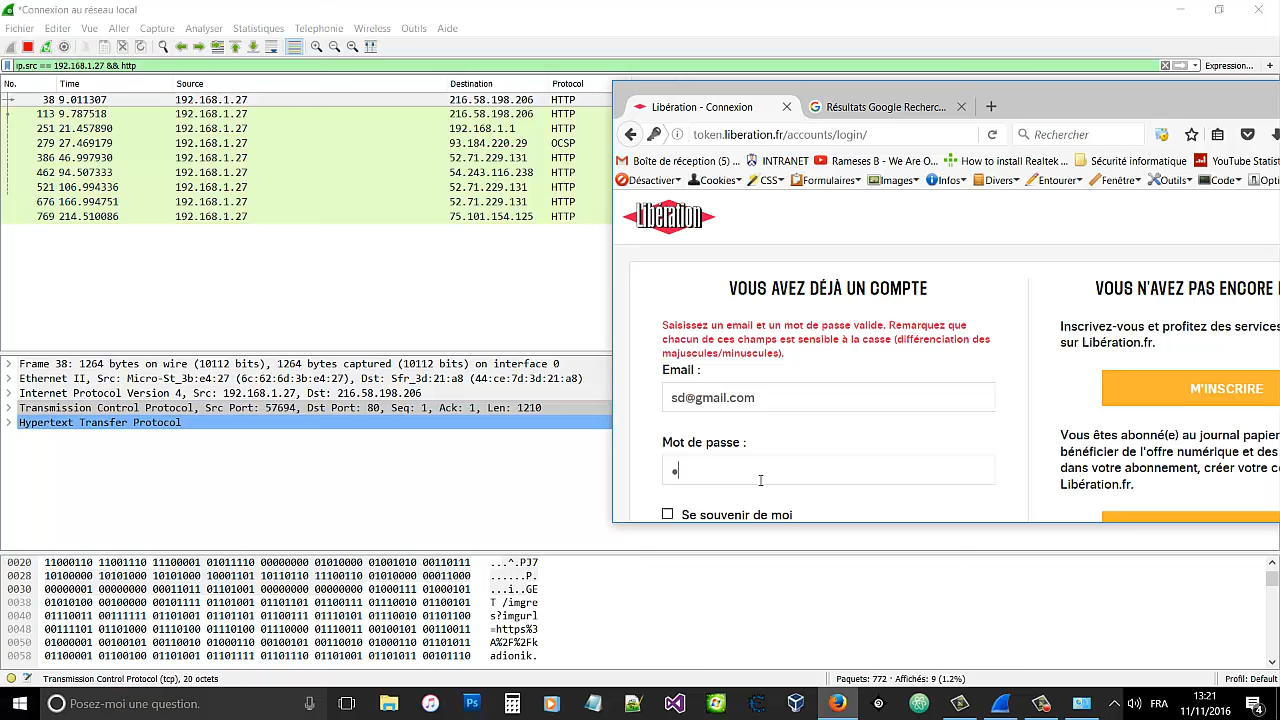 *Connexion au réseau local
Fichier Editer Vue Aller Capture Analyser Statistiques Telephonie Wireless Outils Aide
ip.src == 192.168.1.27 && http
Expression... +
No. Time Source Destination Protocol
38 9.011307 192.168.1.27 216.58.198.206 HTTP
113 9.787518 192.168.1.27 216.58.198.206 HTTP
251 21.457890 192.168.1.27 192.168.1.1 HTTP
279 27.469179 192.168.1.27 93.184.220.29 OCSP
386 46.997930 192.168.1.27 52.71.229.131 HTTP
462 94.507333 192.168.1.27 54.243.116.238 HTTP
521 106.994336 192.168.1.27 52.71.229.131 HTTP
676 166.994751 192.168.1.27 52.71.229.131 HTTP
769 214.510086 192.168.1.27 75.101.154.125 HTTP
Frame 38: 1264 bytes on wire (10112 bits), 1264 bytes captured (10112 bits) on interface 0
Ethernet II, Src: Micro-St_3b:e4:27 (6c:62:6d:3b:e4:27), Dst: Sfr_3d:21:a8 (44:ce:7d:3d:21:a8)
Internet Protocol Version 4, Src: 192.168.1.27, Dst: 216.58.198.206
Transmission Control Protocol, Src Port: 57694, Dst Port: 80, Seq: 1, Ack: 1, Len: 1210
Hypertext Transfer Protocol
Libération - Connexion
Résultats Google Recherc...
token.liberation.fr/accounts/login/
Rechercher
Boîte de réception (5) ... INTRANET Rameses B - We Are O... How to install Realtek ... Sécurité informatique YouTube Statist
Désactiver Cookies CSS Formulaires Images Infos Divers Entourer Fenêtre Outils Code Opti
Libération
VOUS AVEZ DÉJÀ UN COMPTE
Saisissez un email et un mot de passe valide. Remarquez que
chacun de ces champs est sensible à la casse (différenciation des
majuscules/minuscules).
Email :
sd@gmail.com
Mot de passe :
Se souvenir de moi
VOUS N'AVEZ PAS ENCORE
Inscrivez-vous et profitez des services
sur Libération.fr.
M'INSCRIRE
Vous êtes abonné(e) au journal papier
bénéficier de l'offre numérique et des
dans votre abonnement, créer votre c
Libération.fr.
0020 11000110 11001110 11100001 01011110 00000000 01010000 01001010 00110111 ...^.PJ7
0028 10100000 10101000 10101000 10001101 10110110 11100110 01010000 00011000 ......P.
0030 00000001 00000000 00011011 01101001 00000000 00000000 01000111 01000101 ...i..GE
0038 01010100 00100000 00101111 01101001 01101101 01100111 01110010 01100101 T /imgre
0040 01110011 00111111 01101001 01101101 01100111 01110101 01110010 01101100 s?imgurl
0048 00111101 01101000 01110100 01110100 01110000 01110011 00100101 00110011 =https%3
0050 01000001 00100101 00110010 01000110 00100101 00110010 01000110 01101011 A%2F%2Fk
0058 01100001 01100100 01101001 01101111 01101110 01101001 01101011 00101110 adionik.
Transmission Control Protocol (tcp), 20 octets
Paquets: 772 · Affichés: 9 (1.2%)
Profil: Default
Posez-moi une question.
FRA
13:21
11/11/2016
4